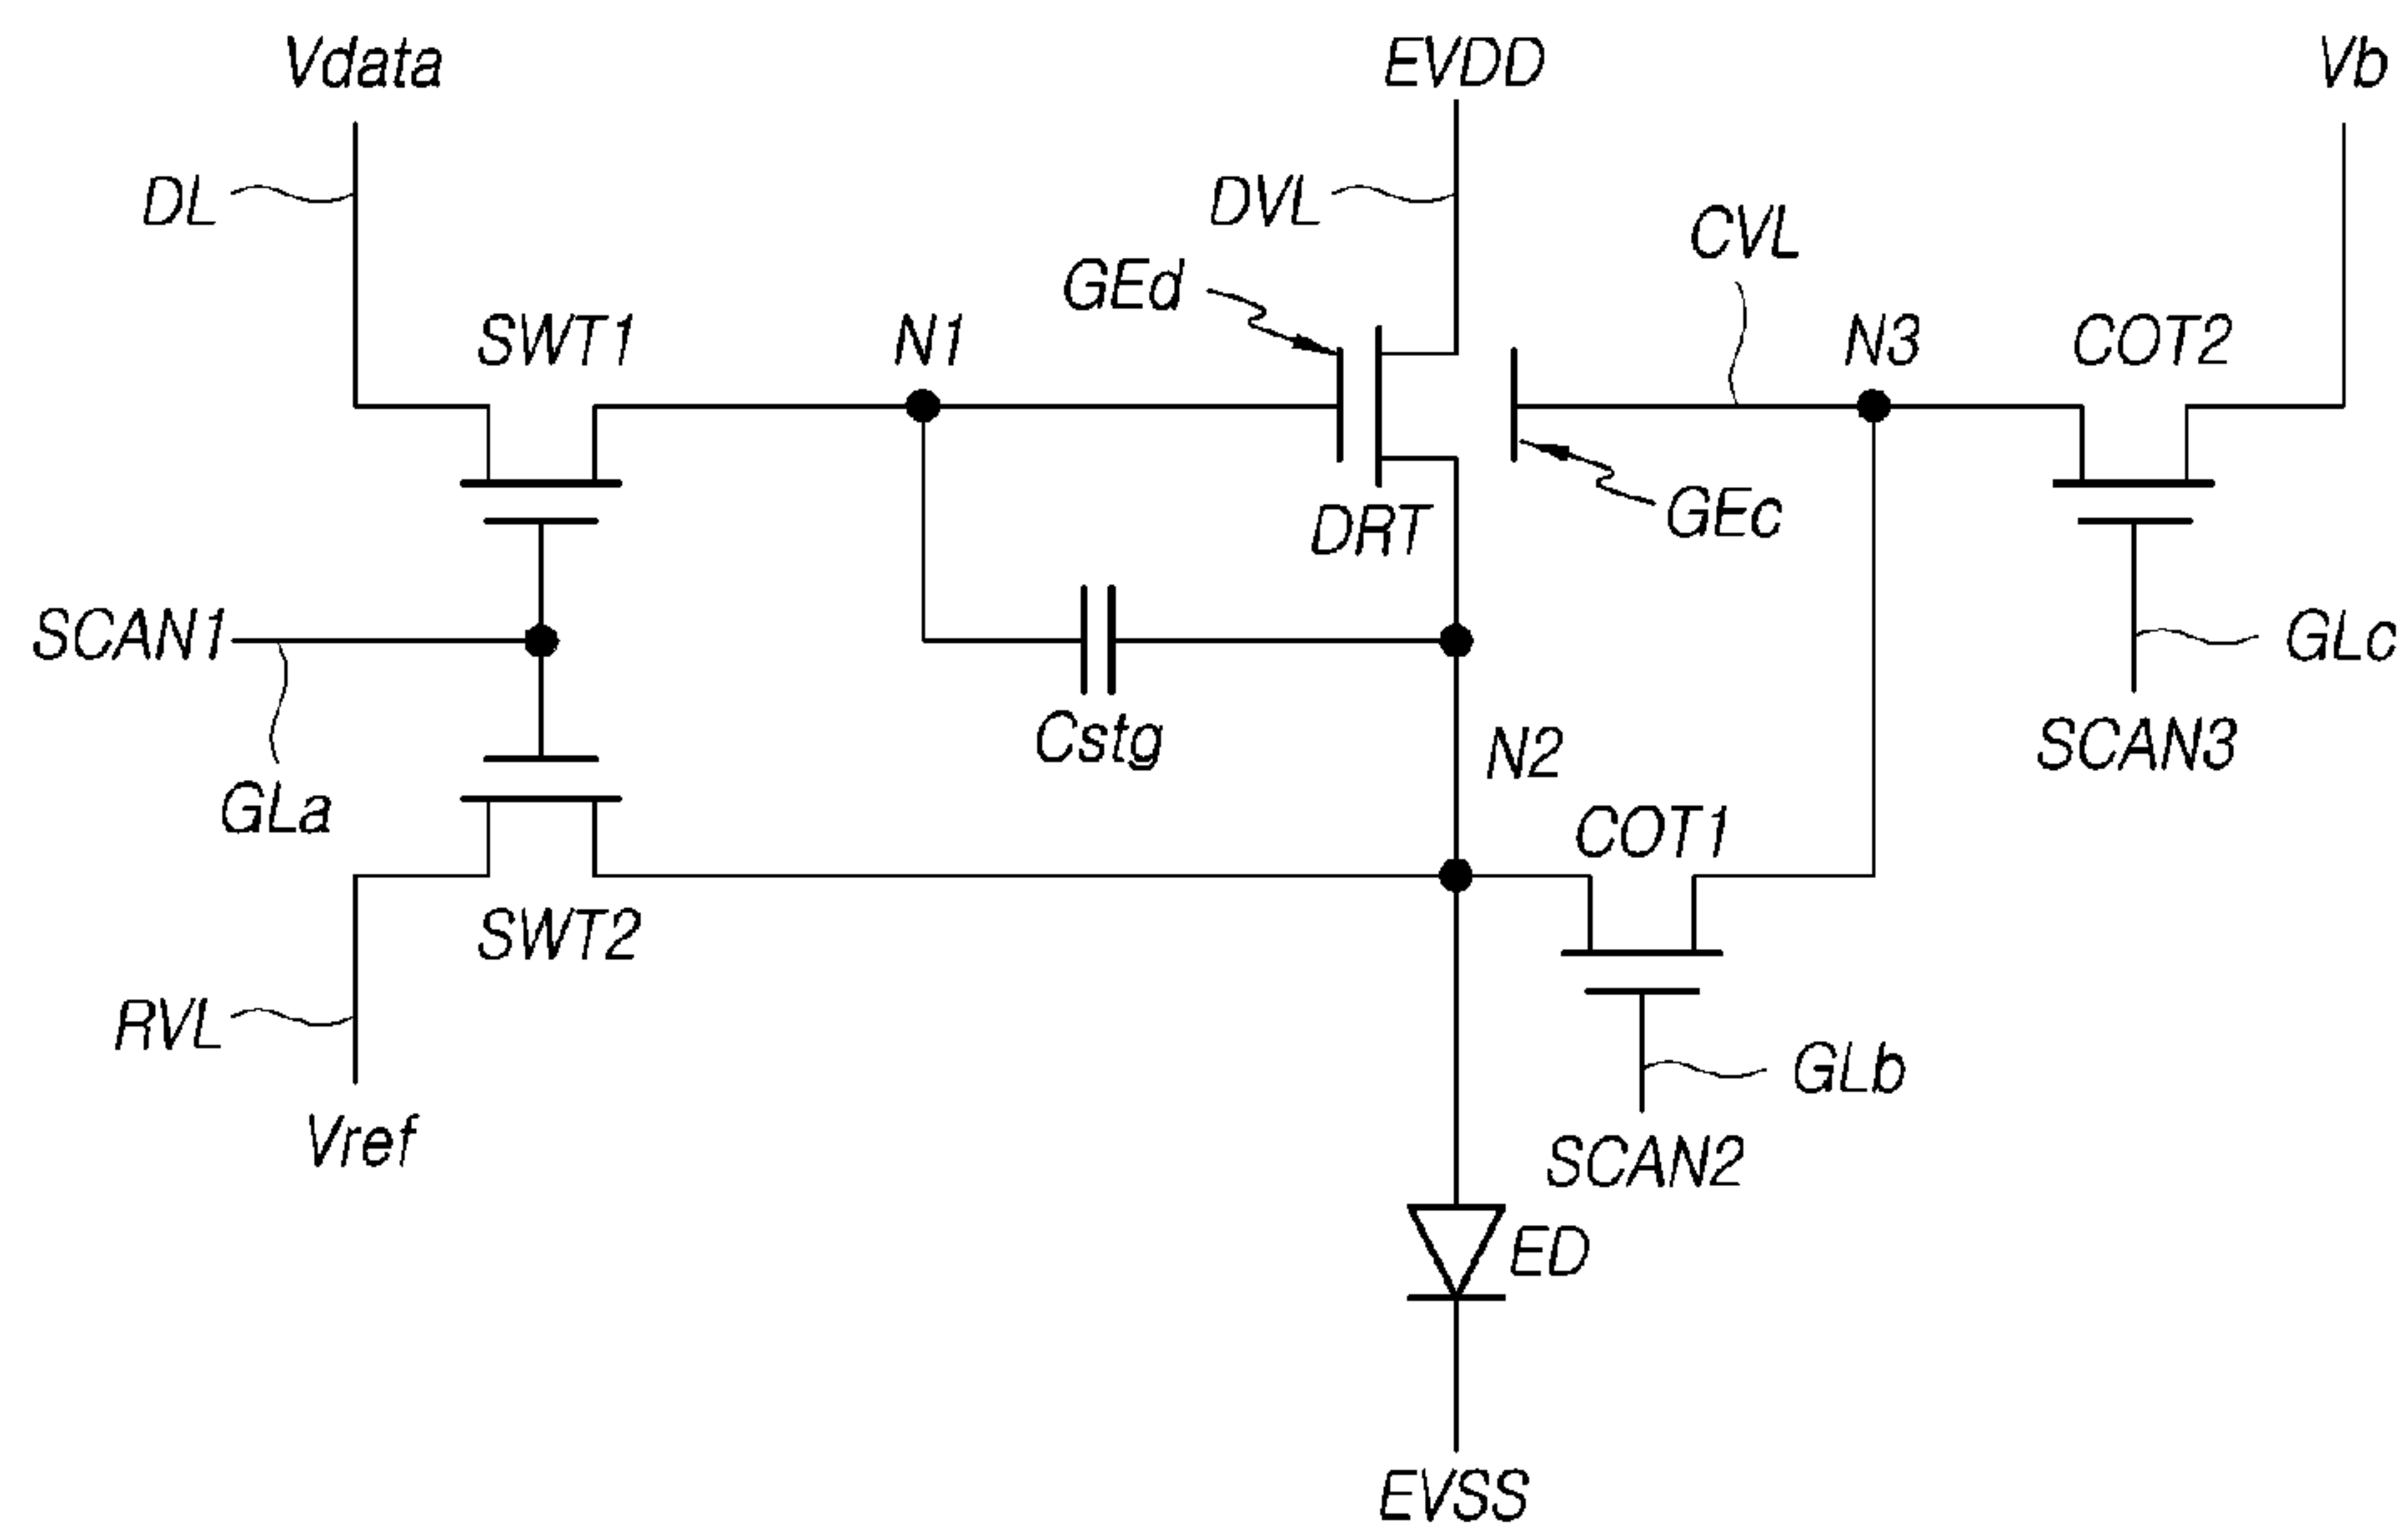 Vdata
EVDD
Vb
DL
DVL
CVL
GEd
SWT1
N1
N3
COT2
GEc
DRT
SCAN1
GLc
Cstg
N2
SCAN3
GLa
COT1
SWT2
RVL
GLb
Vref
SCAN2
ED
EVSS